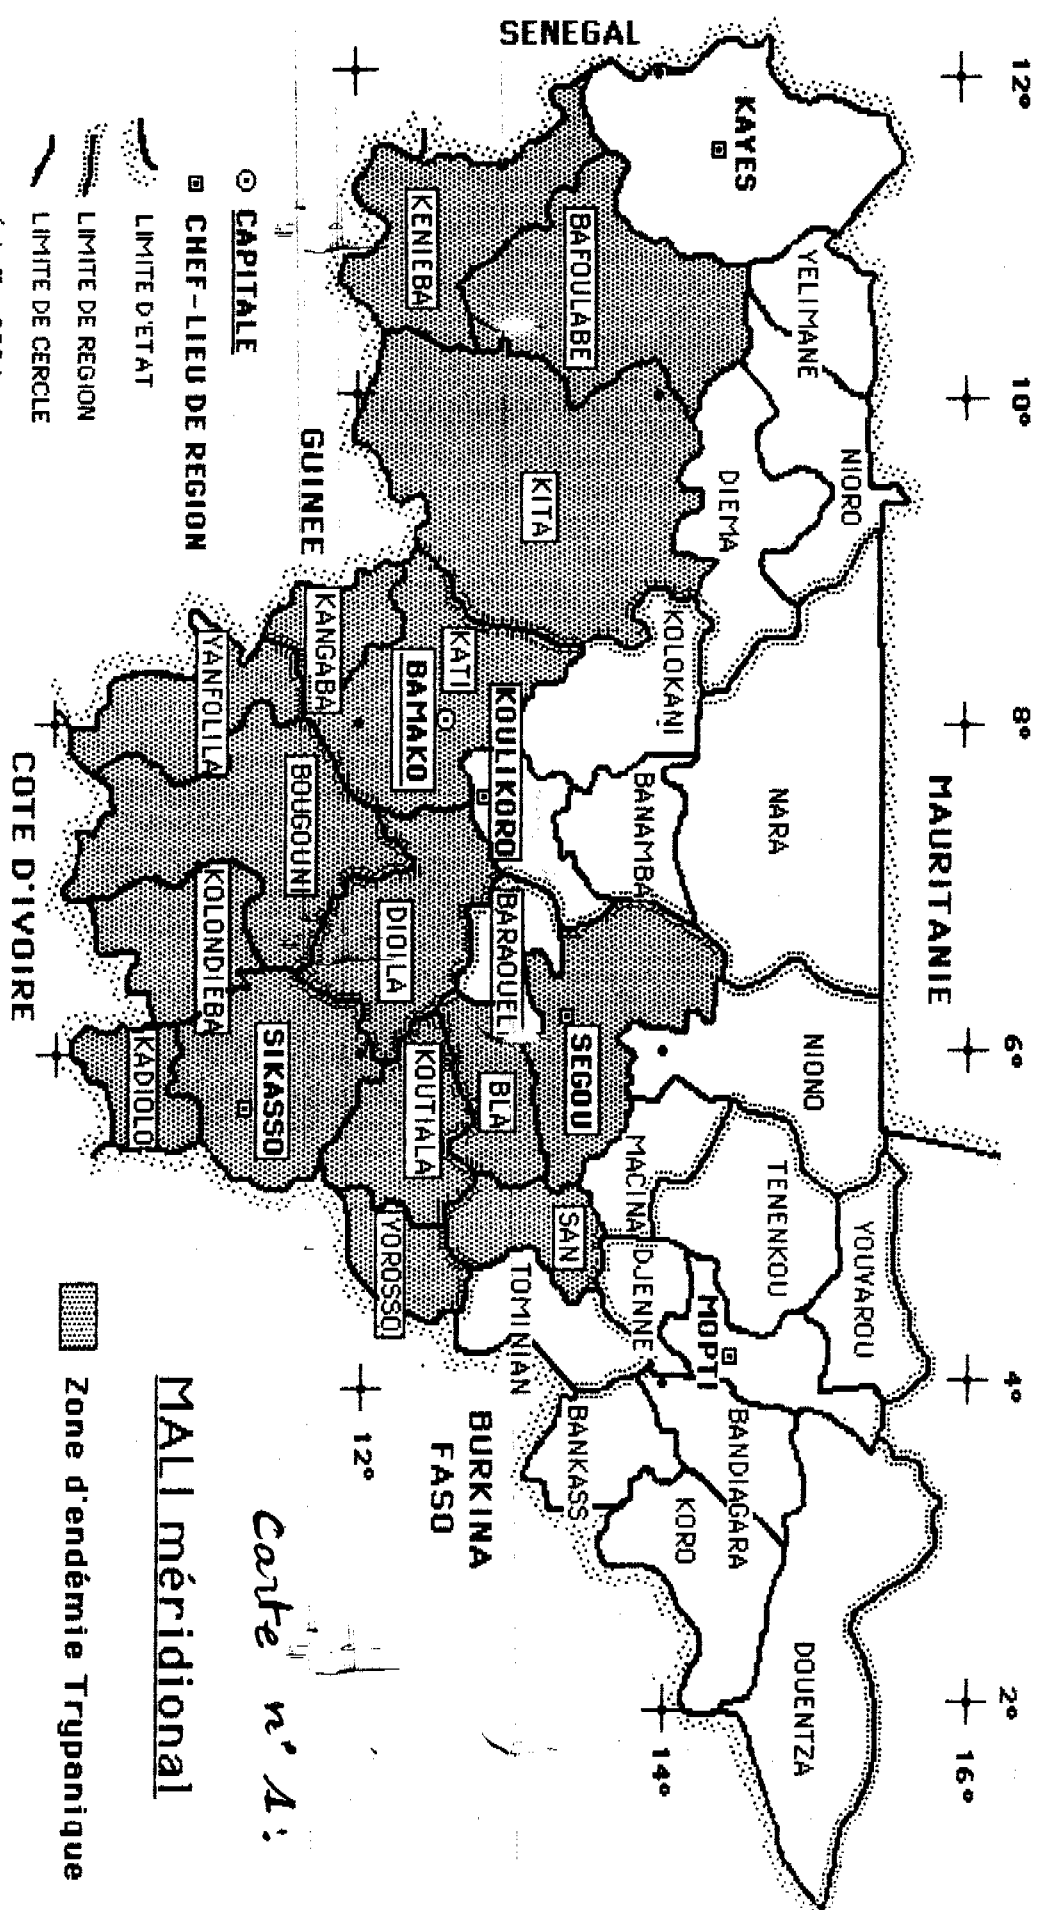 12°
10°
8°
6°
4°
2°
16°
14°
12°
MAURITANIE
SENEGAL
GUINEE
COTE D'IVOIRE
BURKINA
FASO
KAYES
YELIMANE
NIORO
DIEMA
BAFOULABE
KENIEBA
KITA
NARA
KOLOKANI
BANAMBA
KOULIKORO
KATI
BAMAKO
KANGABA
DIOILA
BARAOUELI
SEGOU
NIONO
MACINA
BLA
SAN
TOMINIAN
YANFOLILA
BOUGOUNI
KOLONDIEBA
SIKASSO
KADIOLO
KOUTIALA
YOROSSO
TENENKOU
YOUVAROU
DJENNE
MOPTI
BANKASS
BANDIAGARA
KORO
DOUENTZA
CAPITALE
CHEF-LIEU DE REGION
LIMITE D'ETAT
LIMITE DE REGION
LIMITE DE CERCLE
Carte n° 1:
MALI méridional
Zone d'endémie Trypanique